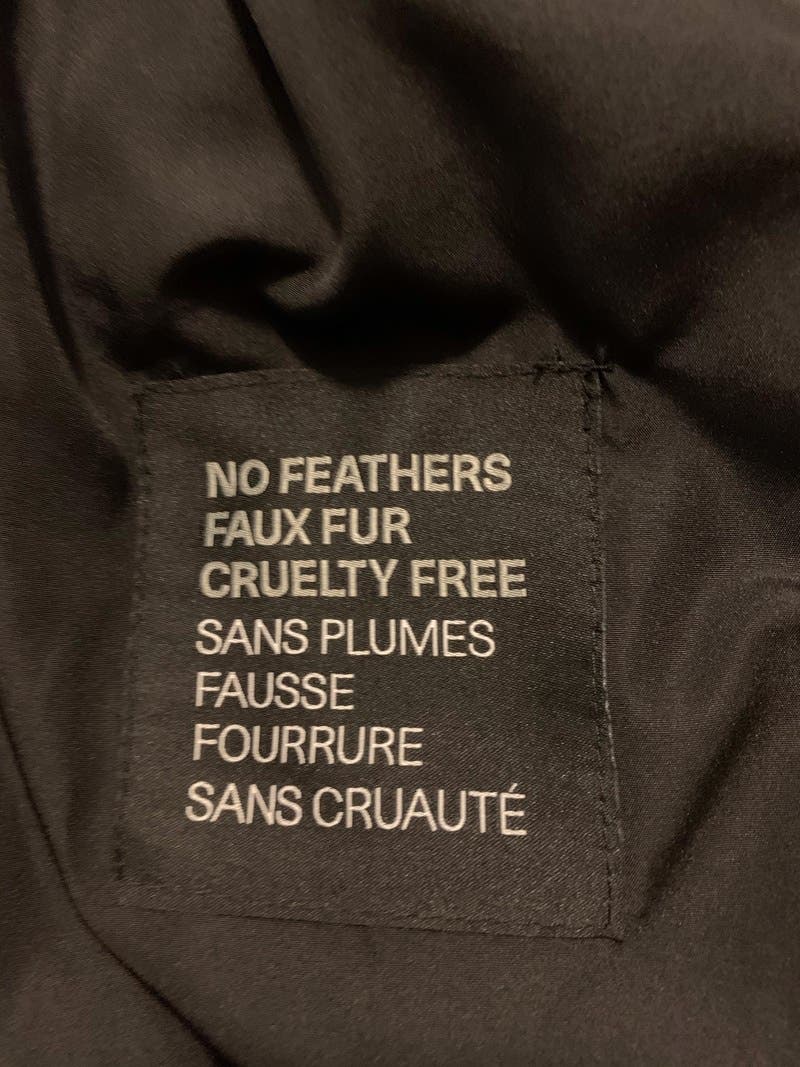 NO FEATHERS
FAUX FUR
CRUELTY FREE
SANS PLUMES
FAUSSE
FOURRURE
SANS CRUAUTÉ